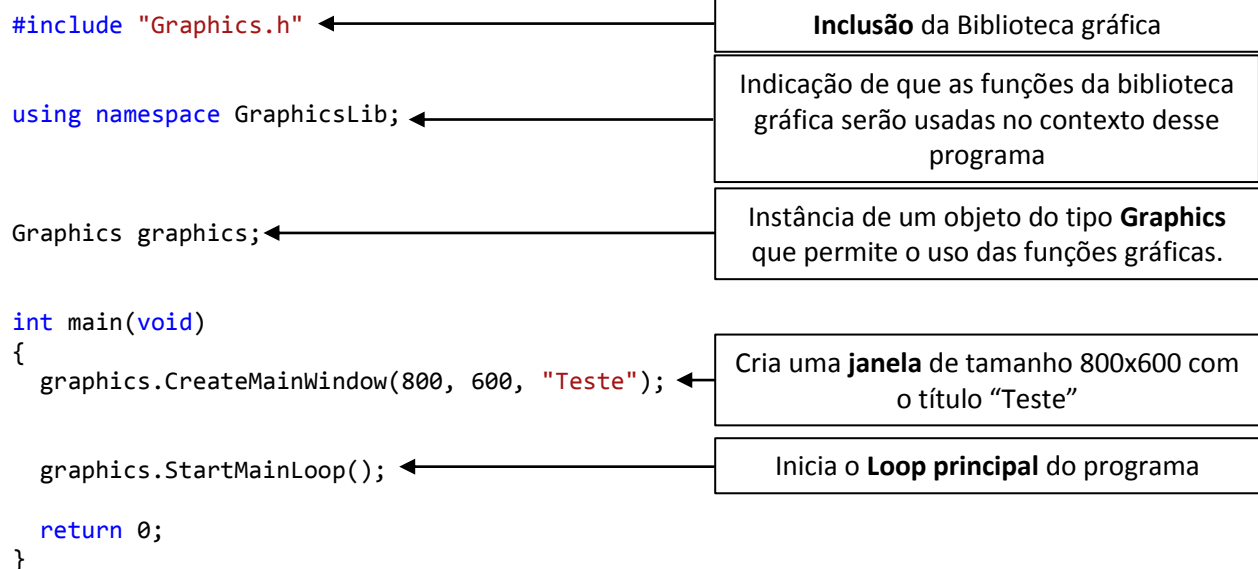 #include "Graphics.h"
Inclusão da Biblioteca gráfica
using namespace GraphicsLib;
Indicação de que as funções da biblioteca
gráfica serão usadas no contexto desse
programa
Graphics graphics;
Instância de um objeto do tipo Graphics
que permite o uso das funções gráficas.
int main(void)
{
graphics.CreateMainWindow(800, 600, "Teste");
Cria uma janela de tamanho 800x600 com
o título “Teste”
graphics.StartMainLoop();
Inicia o Loop principal do programa
return 0;
}